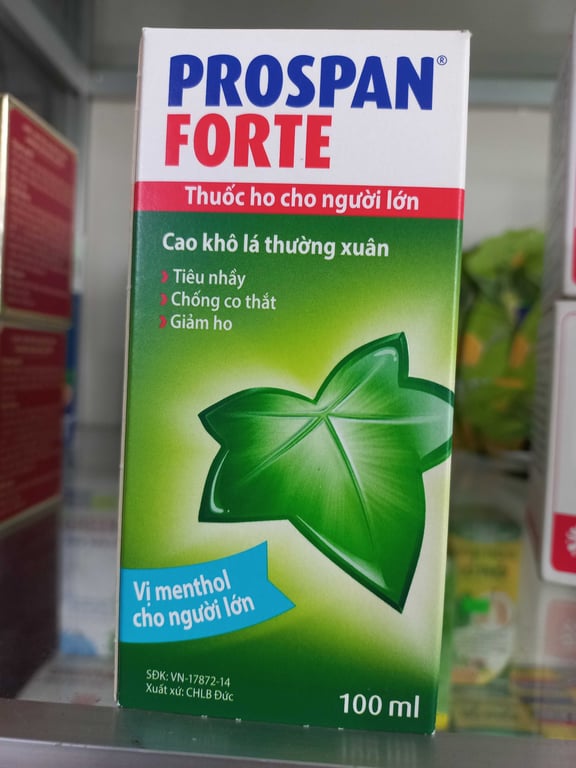 PROSPAN®
FORTE
Thuốc ho cho người lớn
Cao khô lá thường xuân
Tiêu nhầy
Chống co thắt
Giảm ho
Vị menthol
cho người lớn
SĐK: VN-17872-14
Xuất xứ: CHLB Đức
100 ml